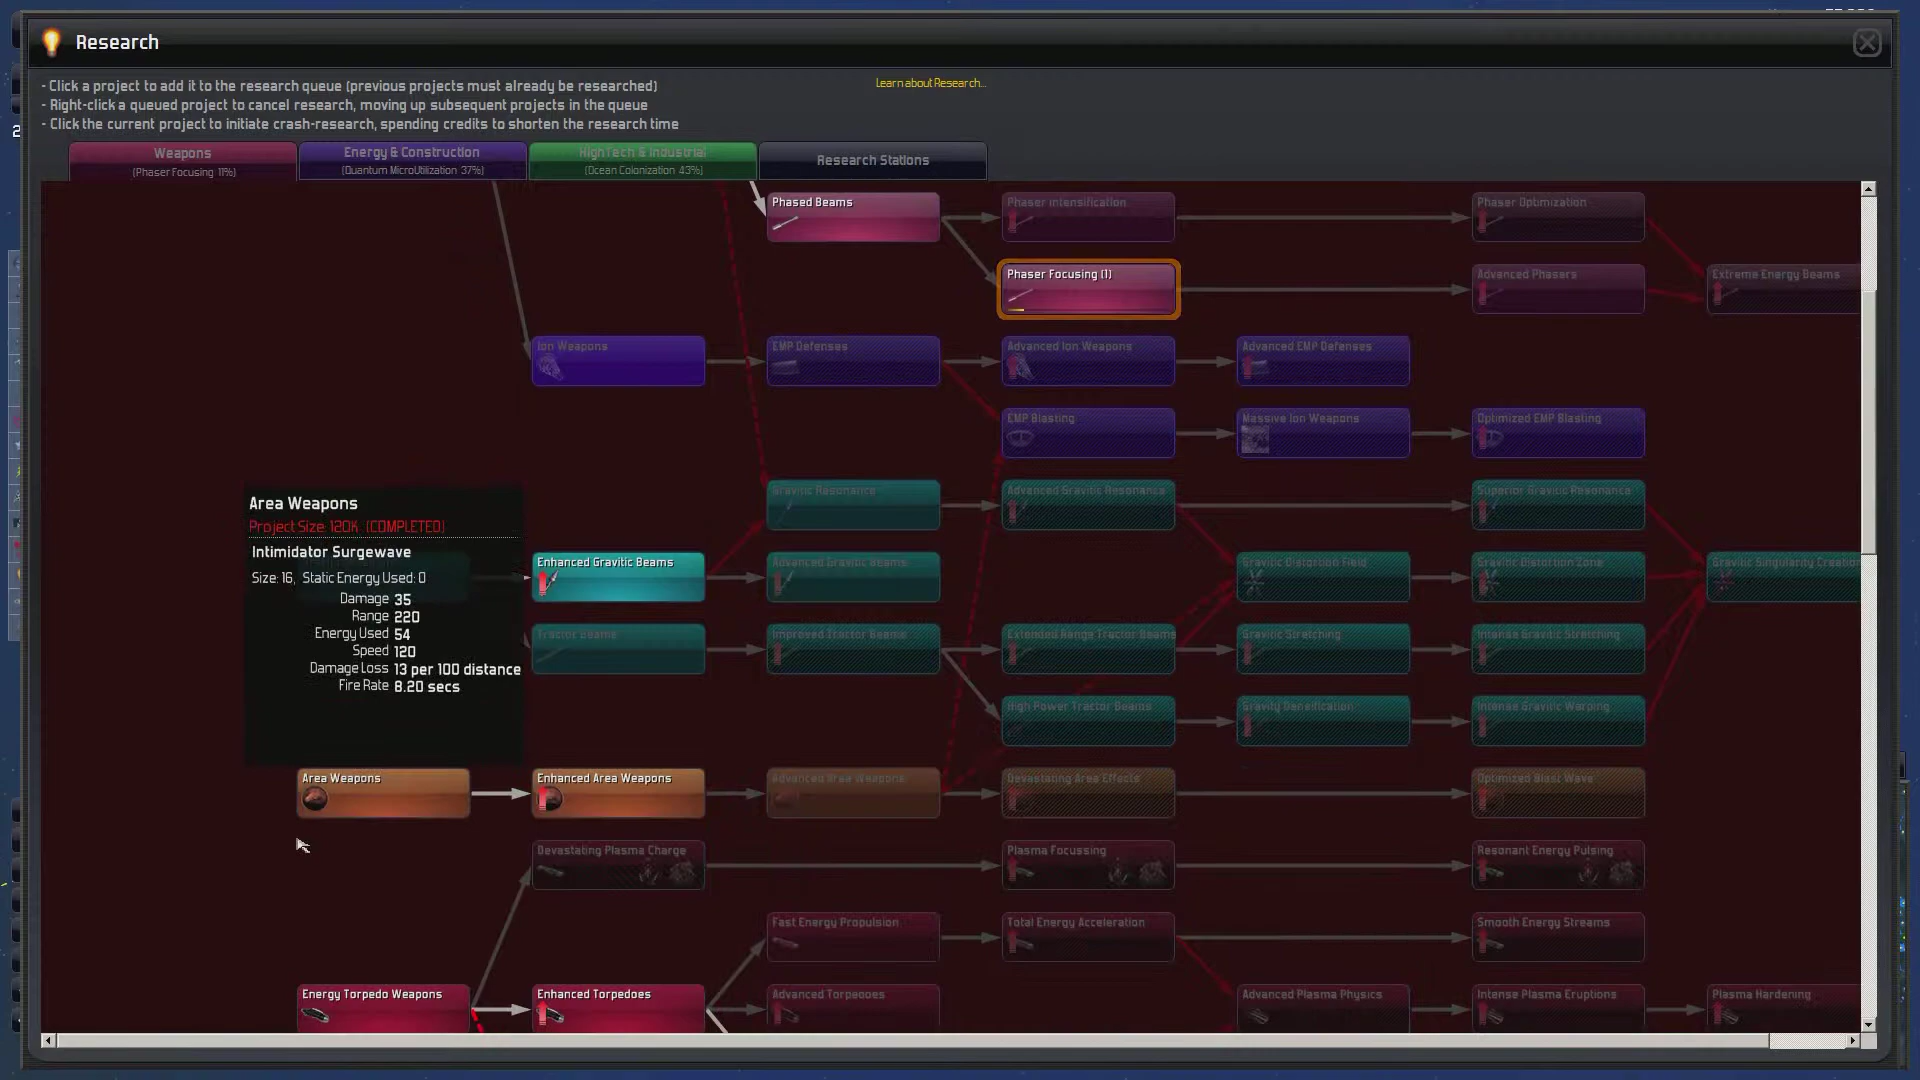 Research
- Click a project to add it to the research queue (previous projects must already be researched)
Learn about Research...
- Right-click a queued project to cancel research, moving up subsequent projects in the queue
- Click the current project to initiate crash-research, spending credits to shorten the research time
Weapons
(Phaser Focusing 11%)
Energy & Construction
(Quantum MicroUtilization 37%)
HighTech & Industrial
(Ocean Colonization 43%)
Research Stations
Phased Beams
Phaser Intensification
Phaser Optimization
Phaser Focusing (1)
Advanced Phasers
Extreme Energy Beams
Ion Weapons
EMP Defenses
Advanced Ion Weapons
Advanced EMP Defenses
EMP Blasting
Massive Ion Weapons
Optimized EMP Blasting
Gravitic Resonance
Advanced Gravitic Resonance
Superior Gravitic Resonance
Area Weapons
Project Size: 120K (COMPLETED)
Intimidator Surgewave
Size: 16, Static Energy Used: 0
Damage 35
Range 220
Energy Used 54
Speed 120
Damage Loss 13 per 100 distance
Fire Rate 8.20 secs
Enhanced Gravitic Beams
Advanced Gravitic Beams
Gravitic Distortion Field
Gravitic Distortion Zone
Gravitic Singularity Creation
Tractor Beams
Improved Tractor Beams
Extended Range Tractor Beams
Gravitic Stretching
Intense Gravitic Stretching
High Power Tractor Beams
Gravity Densification
Intense Gravitic Warping
Area Weapons
Enhanced Area Weapons
Advanced Area Weapons
Devastating Area Effects
Optimized Blast Wave
Devastating Plasma Charge
Plasma Focussing
Resonant Energy Pulsing
Fast Energy Propulsion
Total Energy Acceleration
Smooth Energy Streams
Energy Torpedo Weapons
Enhanced Torpedoes
Advanced Torpedoes
Advanced Plasma Physics
Intense Plasma Eruptions
Plasma Hardening